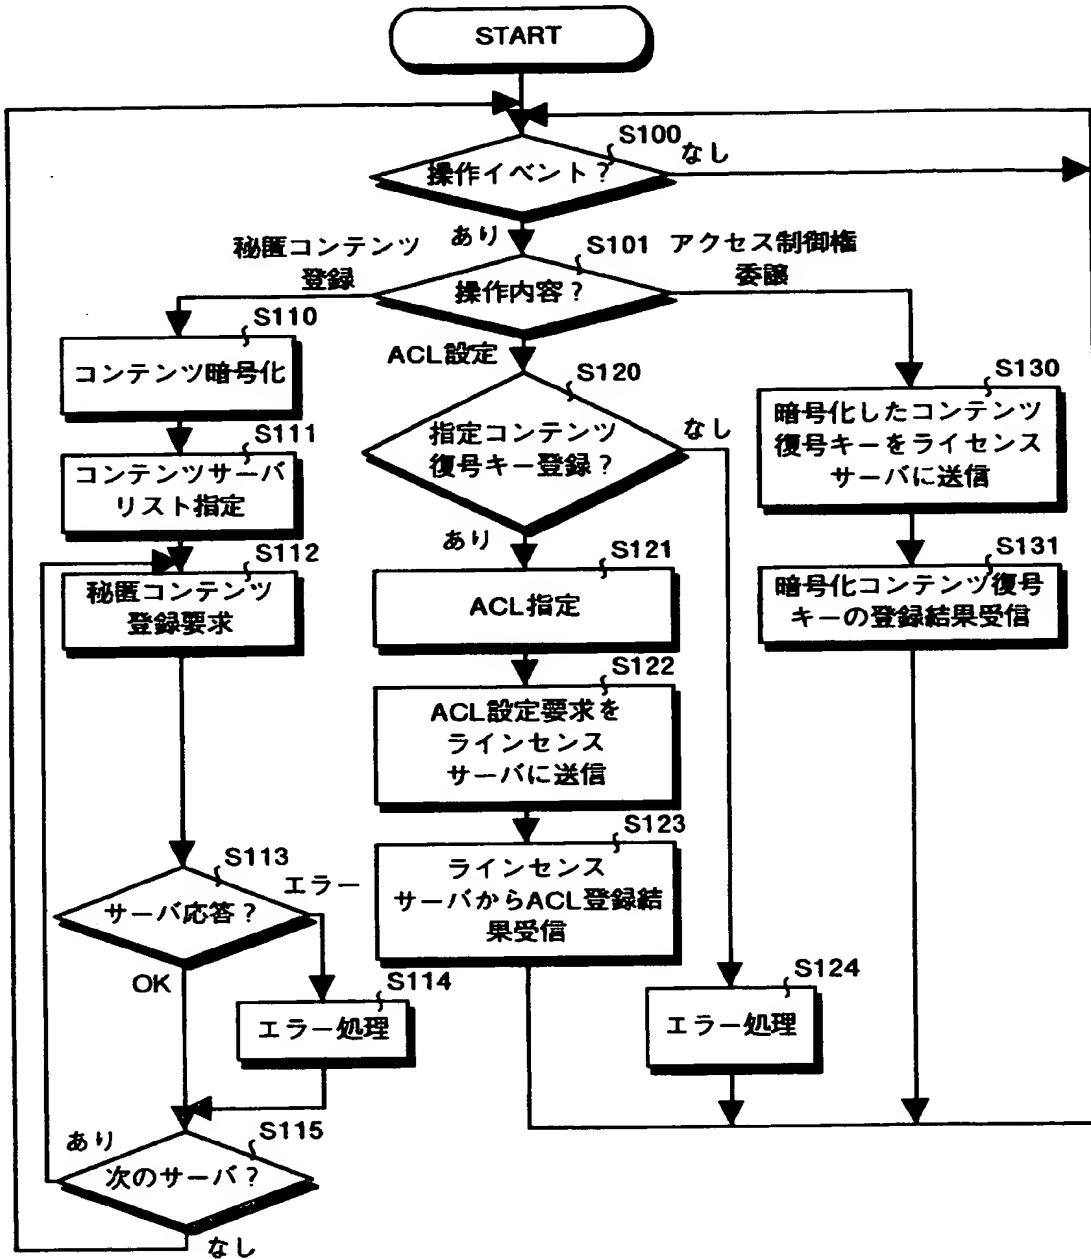 START
S100
操作イベント？
なし
あり
秘匿コンテンツ
登録
S101
アクセス制御権
委譲
操作内容？
S110
コンテンツ暗号化
ACL設定
S111
コンテンツサーバ
リスト指定
S112
秘匿コンテンツ
登録要求
S113
サーバ応答？
エラー
OK
S114
エラー処理
S115
あり
次のサーバ？
なし
S120
指定コンテンツ
復号キー登録？
なし
あり
S121
ACL指定
S122
ACL設定要求を
ラインセンス
サーバに送信
S123
ラインセンス
サーバからACL登録結
果受信
S124
エラー処理
S130
暗号化したコンテンツ
復号キーをライセンス
サーバに送信
S131
暗号化コンテンツ復号
キーの登録結果受信